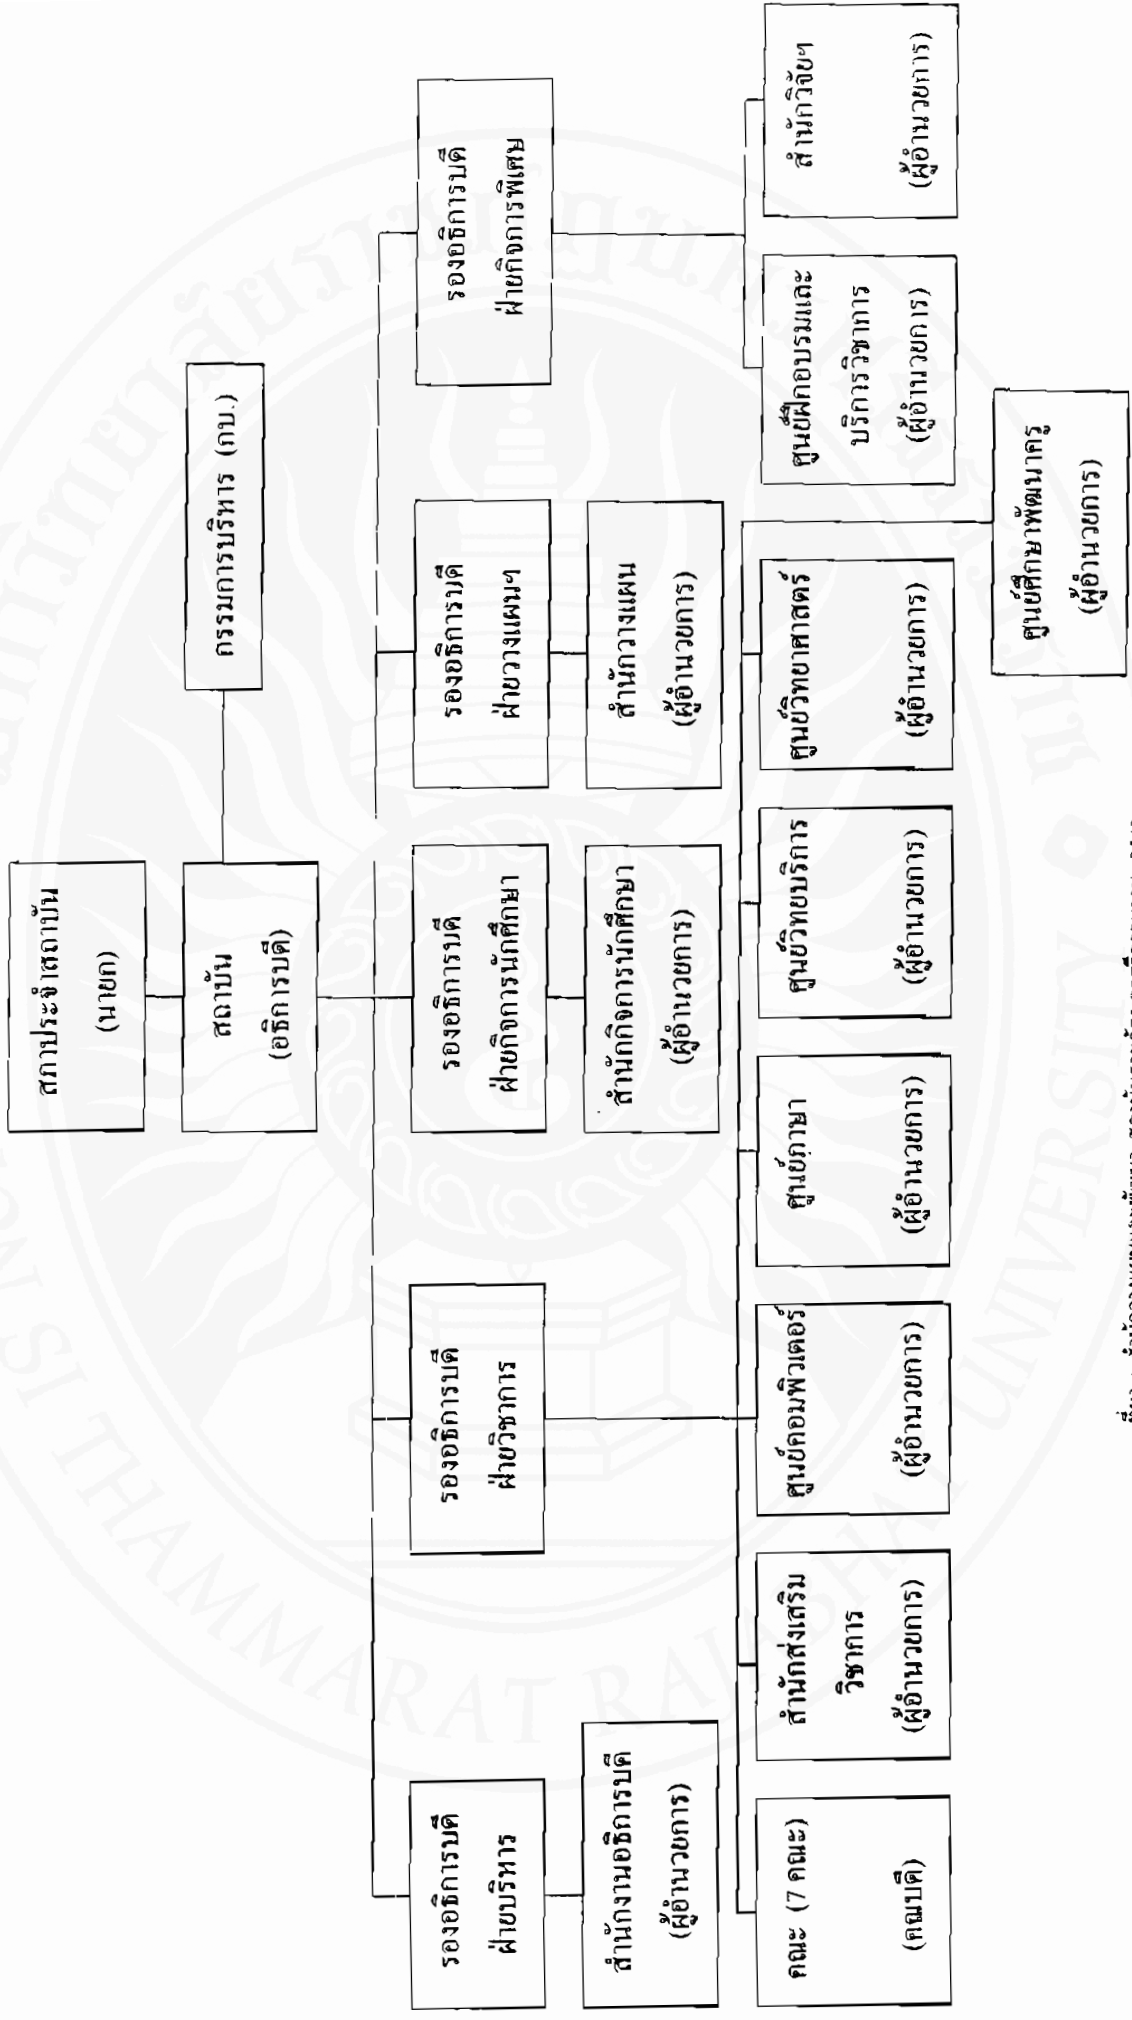 สภาประจำสถาบัน
(นายก)
สถาบัน
(อธิการบดี)
กรรมการบริหาร (กบ.)
รองอธิการบดี
ฝ่ายบริหาร
รองอธิการบดี
ฝ่ายวิชาการ
รองอธิการบดี
ฝ่ายกิจการนักศึกษา
รองอธิการบดี
ฝ่ายวางแผนฯ
รองอธิการบดี
ฝ่ายกิจการพิเศษ
สำนักงานอธิการบดี
(ผู้อำนวยการ)
สำนักกิจการนักศึกษา
(ผู้อำนวยการ)
สำนักวางแผน
(ผู้อำนวยการ)
คณะ (7 คณะ)
(คณบดี)
สำนักส่งเสริม
วิชาการ
(ผู้อำนวยการ)
ศูนย์คอมพิวเตอร์
(ผู้อำนวยการ)
ศูนย์ภาษา
(ผู้อำนวยการ)
ศูนย์วิทยบริการ
(ผู้อำนวยการ)
ศูนย์วิทยาศาสตร์
(ผู้อำนวยการ)
ศูนย์ฝึกอบรมและ
บริการวิชาการ
(ผู้อำนวยการ)
สำนักวิจัยฯ
(ผู้อำนวยการ)
ศูนย์ศึกษาพัฒนาครู
(ผู้อำนวยการ)
SI THAMMARAT RAJABHAT UNIVERSITY